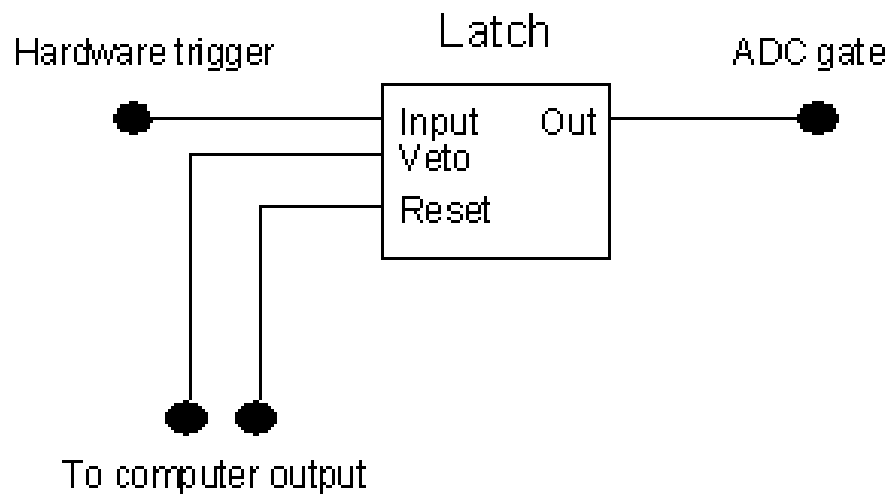 Latch
Hardware trigger
ADC gate
Input
Out
Veto
Reset
To computer output